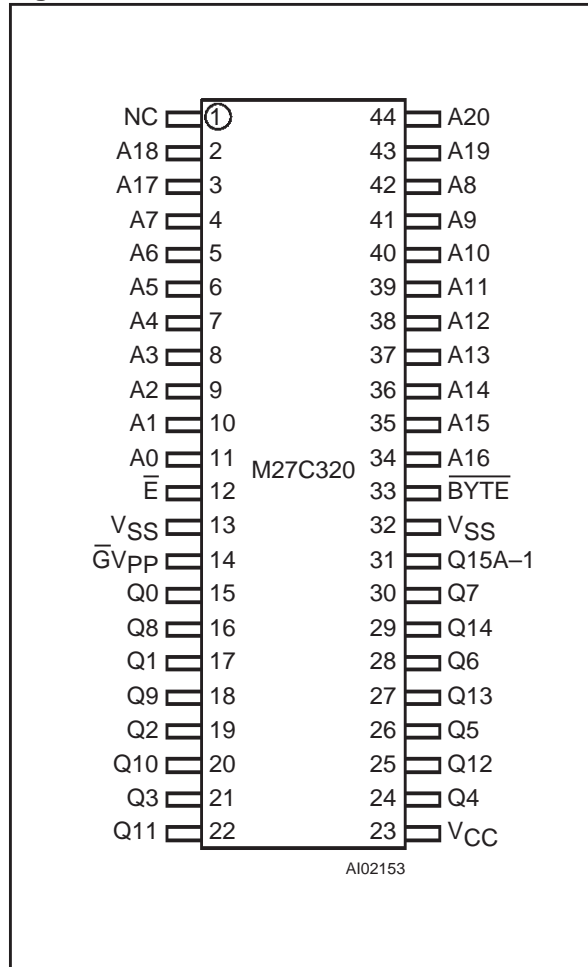 NC 1 44 A20
A18 2 43 A19
A17 3 42 A8
A7 4 41 A9
A6 5 40 A10
A5 6 39 A11
A4 7 38 A12
A3 8 37 A13
A2 9 36 A14
A1 10 35 A15
A0 11 34 A16
M27C320
E̅ 12 33 B̅Y̅T̅E̅
VSS 13 32 VSS
G̅VPP 14 31 Q15A–1
Q0 15 30 Q7
Q8 16 29 Q14
Q1 17 28 Q6
Q9 18 27 Q13
Q2 19 26 Q5
Q10 20 25 Q12
Q3 21 24 Q4
Q11 22 23 VCC
AI02153